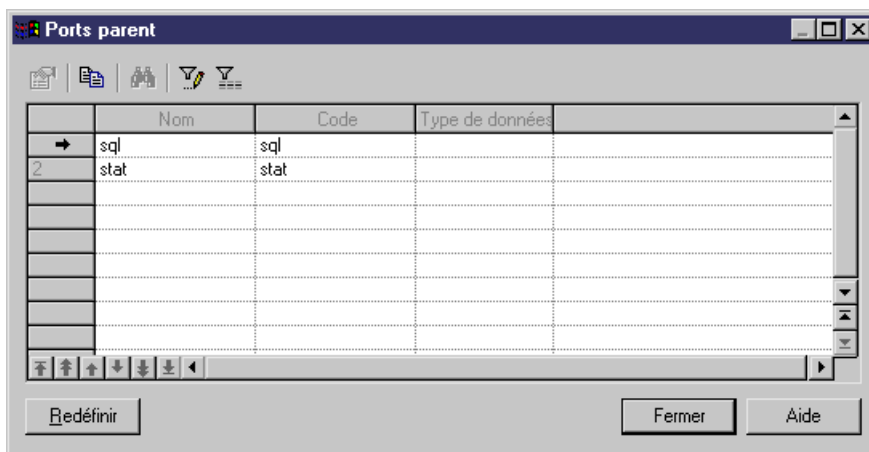 Ports parent
Nom Code Type de données
sql sql
2 stat stat
Redéfinir Fermer Aide